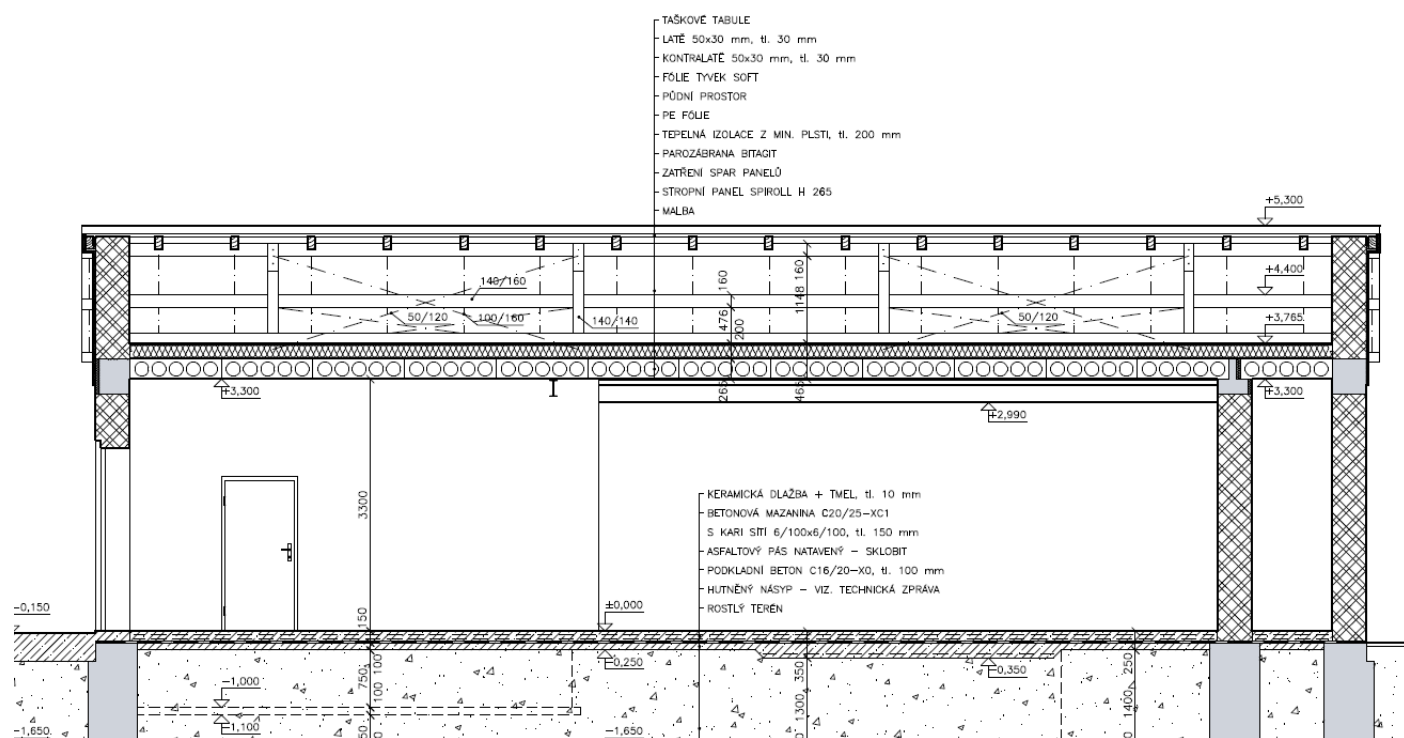 TAŠKOVÉ TABULE
LATĚ 50x30 mm, tl. 30 mm
KONTRALATĚ 50x30 mm, tl. 30 mm
FÓLIE TYVEK SOFT
PŮDNÍ PROSTOR
PE FÓLIE
TEPELNÁ IZOLACE Z MIN. PLSTI, tl. 200 mm
PAROZÁBRANA BITAGIT
ZATŘENÍ SPAR PANELŮ
STROPNÍ PANEL SPIROLL H 265
MALBA
+5,300
160
1148
+4,400
160
140/160
476
200
50/120
100/160
140/140
50/120
+3,765
+3,300
265
465
+2,990
+3,300
3300
KERAMICKÁ DLAŽBA + TMEL, tl. 10 mm
BETONOVÁ MAZANINA C20/25-XC1
S KARI SÍTÍ 6/100x6/100, tl. 150 mm
ASFALTOVÝ PÁS NATAVENÝ - SKLOBIT
PODKLADNÍ BETON C16/20-X0, tl. 100 mm
HUTNĚNÝ NÁSYP - VIZ. TECHNICKÁ ZPRÁVA
ROSTLÝ TERÉN
-0,150
150
±0,000
100
750
-0,250
350
-0,350
250
-1,000
100
1300
1400
-1,100
-1,650
-1,650